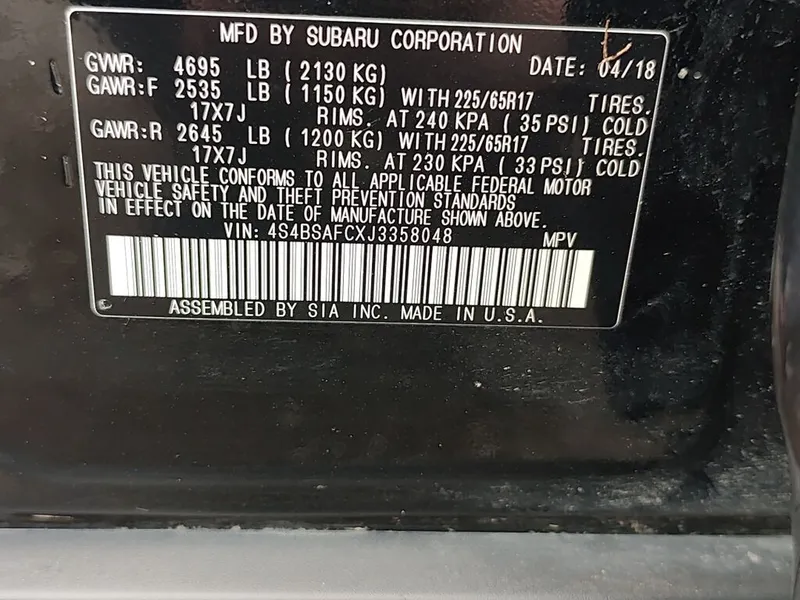 MFD BY SUBARU CORPORATION
GVWR: 4695 LB ( 2130 KG) DATE: 04/18
GAWR:F 2535 LB ( 1150 KG) WITH 225/65R17 TIRES.
17X7J RIMS. AT 240 KPA ( 35 PSI) COLD
GAWR:R 2645 LB ( 1200 KG) WITH 225/65R17 TIRES.
17X7J RIMS. AT 230 KPA ( 33 PSI) COLD
THIS VEHICLE CONFORMS TO ALL APPLICABLE FEDERAL MOTOR
VEHICLE SAFETY AND THEFT PREVENTION STANDARDS
IN EFFECT ON THE DATE OF MANUFACTURE SHOWN ABOVE.
VIN: 4S4BSAFCXJ3358048 MPV
ASSEMBLED BY SIA INC. MADE IN U.S.A.